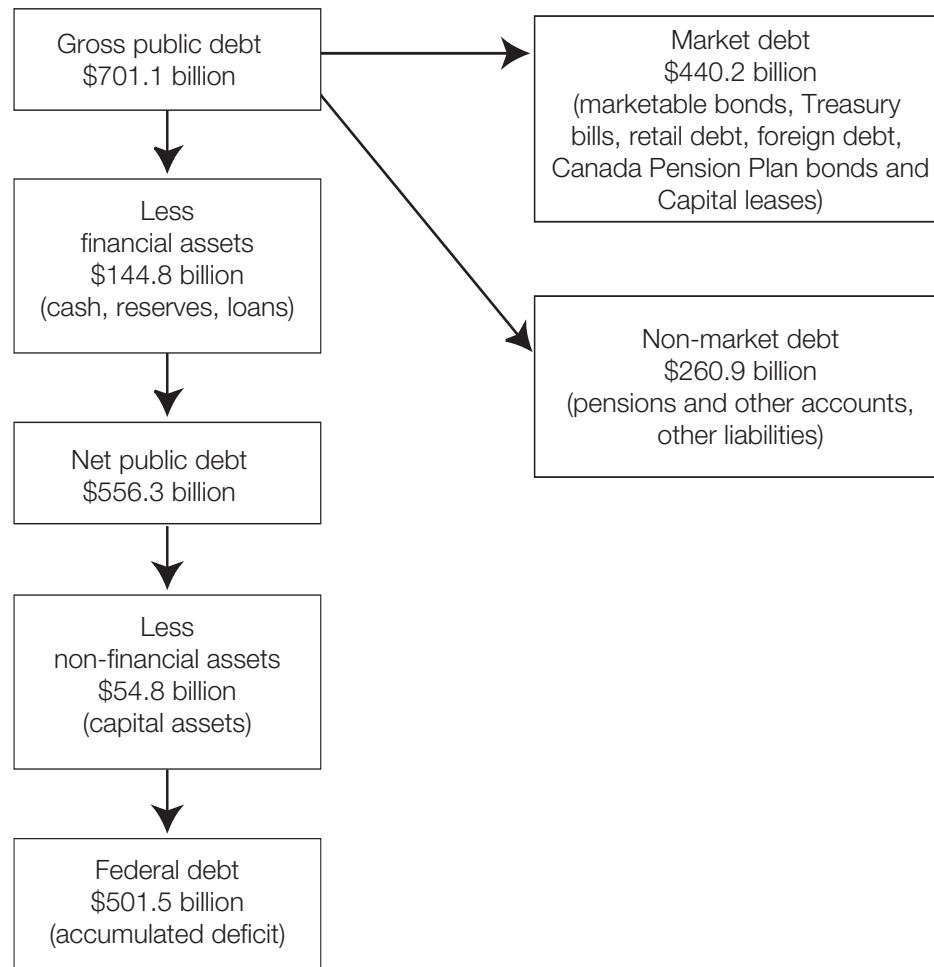 Gross public debt
$701.1 billion
Market debt
$440.2 billion
(marketable bonds, Treasury
bills, retail debt, foreign debt,
Canada Pension Plan bonds and
Capital leases)
Less
financial assets
$144.8 billion
(cash, reserves, loans)
Non-market debt
$260.9 billion
(pensions and other accounts,
other liabilities)
Net public debt
$556.3 billion
Less
non-financial assets
$54.8 billion
(capital assets)
Federal debt
$501.5 billion
(accumulated deficit)